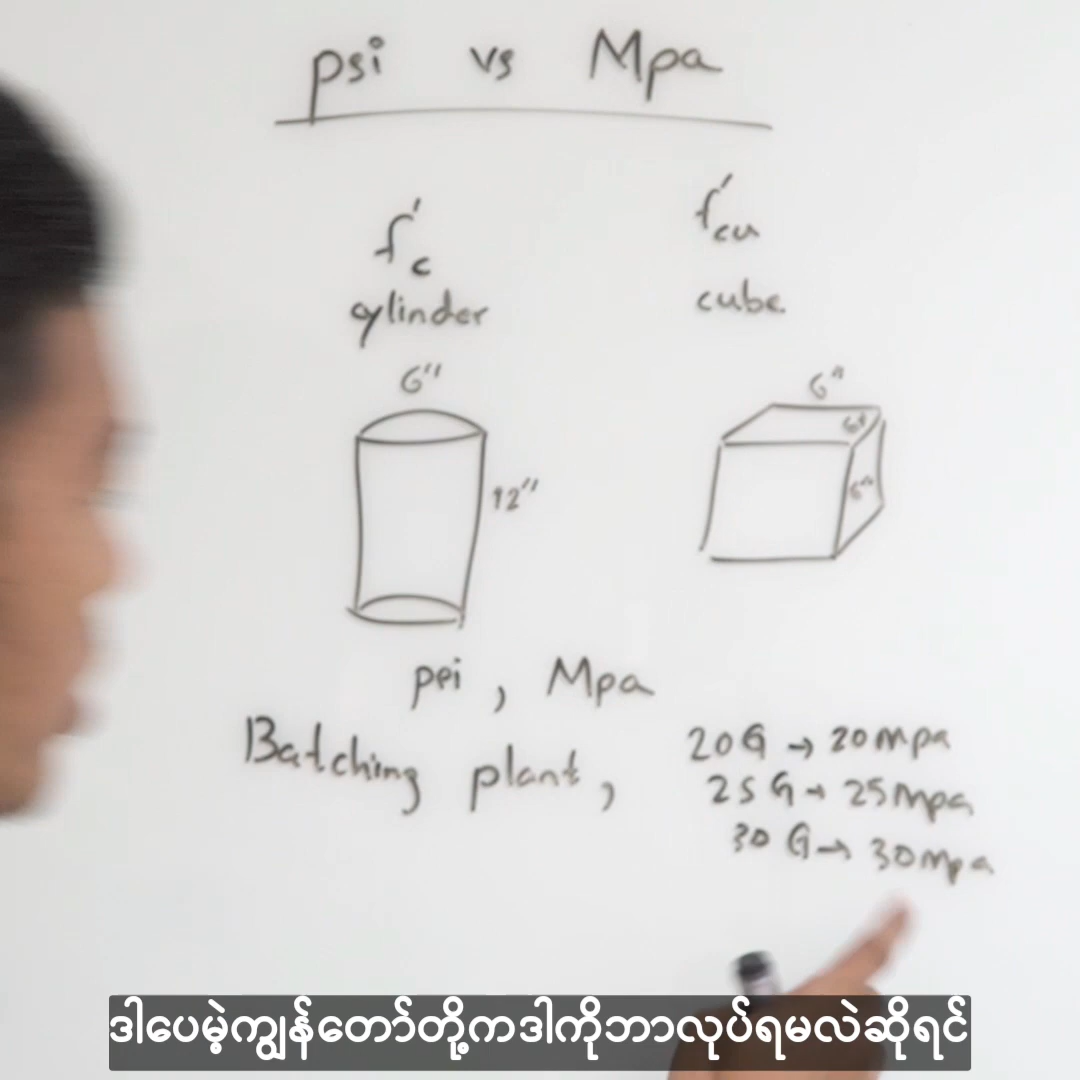 psi vs Mpa
f'c
f'cu
cylinder
cube
6"
12"
6"
6"
6"
psi , Mpa
Batching plant,
20G → 20mpa
25G → 25mpa
30G → 30mpa
ဒါပေမဲ့ကျွန်တော်တို့ကဒါကိုဘာလုပ်ရမလဲဆိုရင်